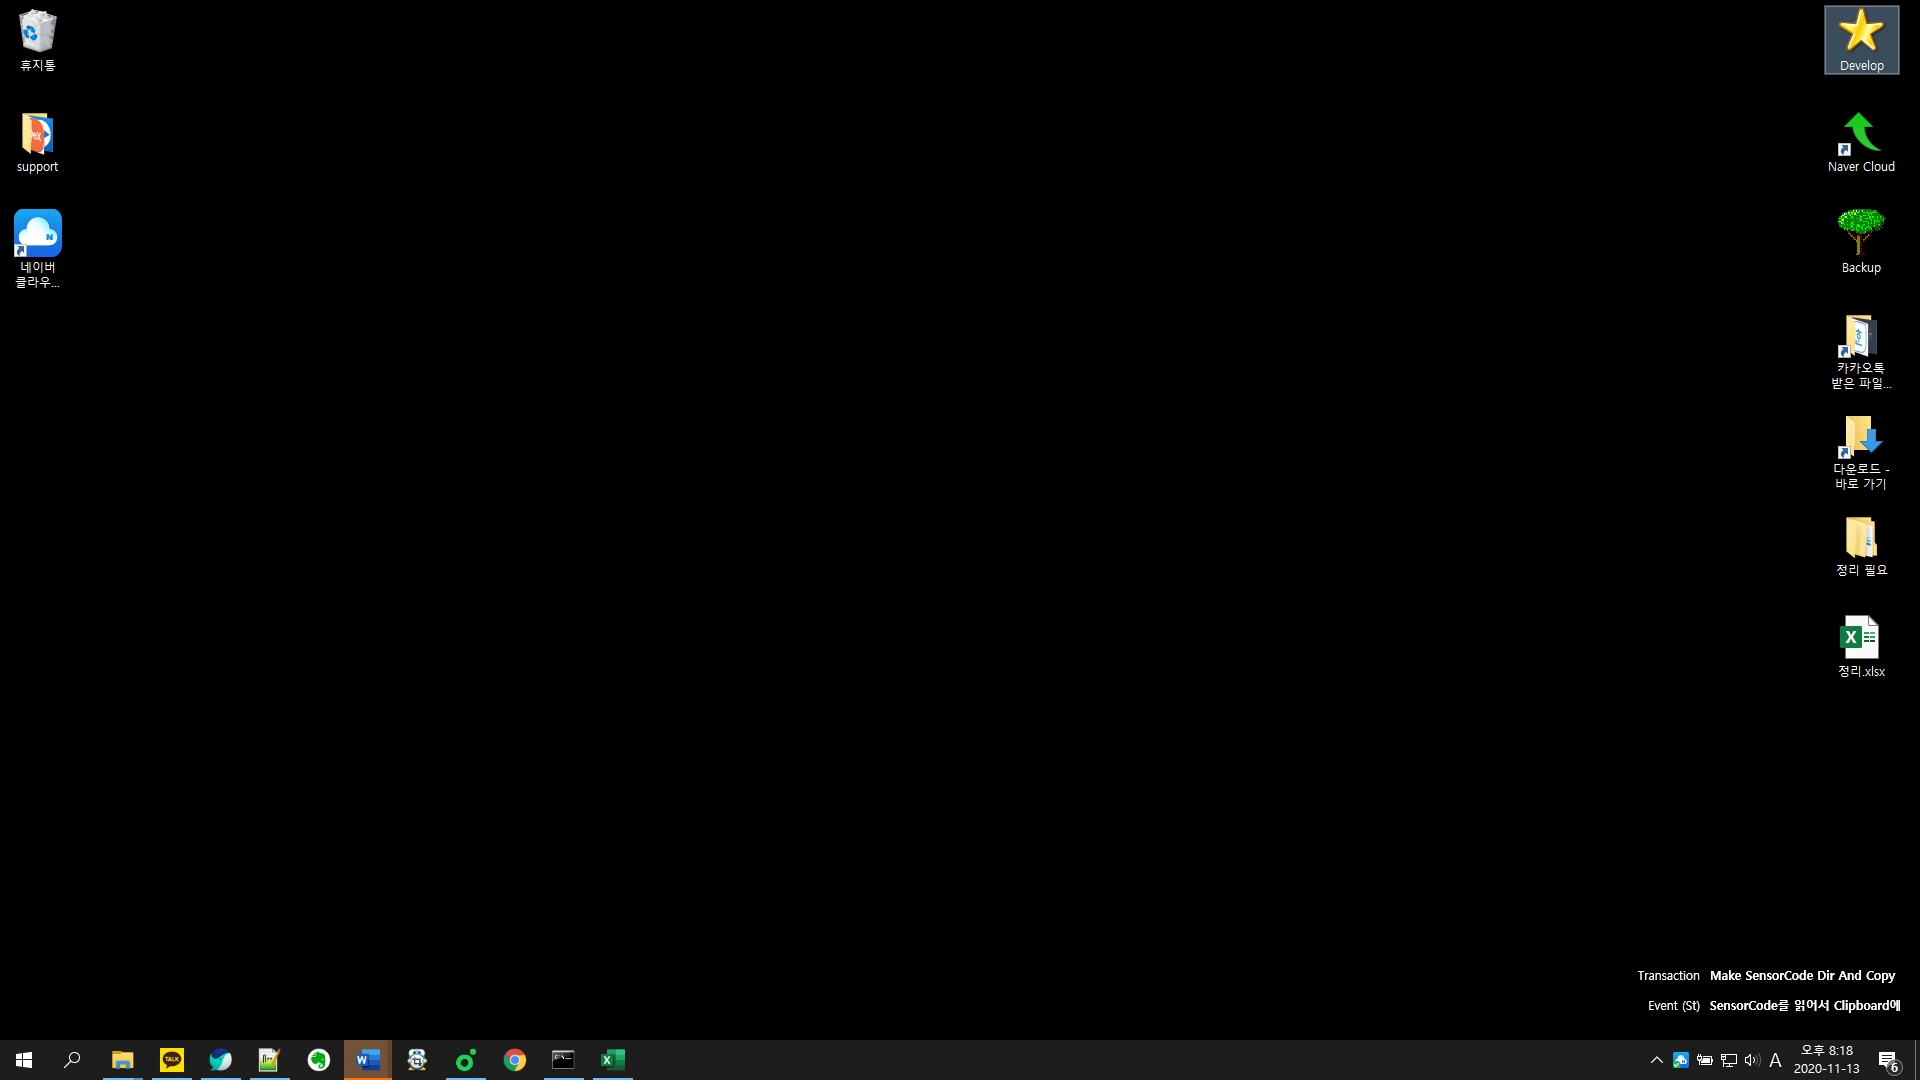 휴지통
support
네이버
클라우...
Develop
Naver Cloud
Backup
카카오톡
받은 파일...
다운로드 -
바로 가기
정리 필요
정리.xlsx
Transaction Make SensorCode Dir And Copy
Event (St) SensorCode를 읽어서 Clipboard에
TALK
A
오후 8:18
2020-11-13
6